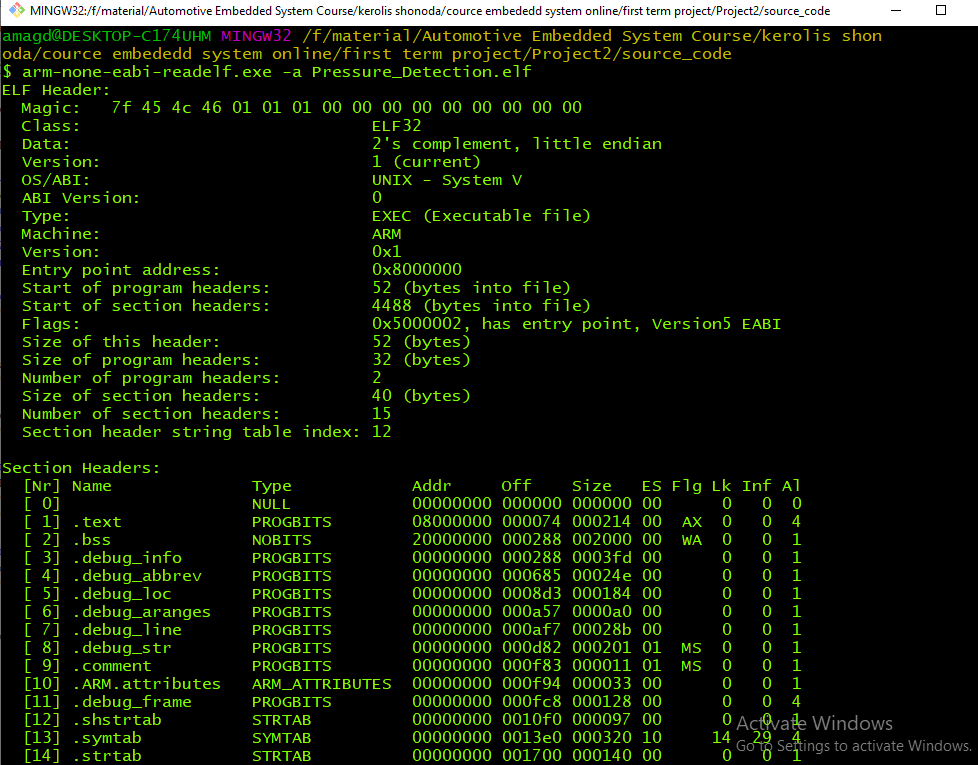 MINGW32:/f/material/Automotive Embedded System Course/kerolis shonoda/cource embededd system online/first term project/Project2/source_code
amagd@DESKTOP-C174UHM MINGW32 /f/material/Automotive Embedded System Course/kerolis shon
oda/cource embededd system online/first term project/Project2/source_code
$ arm-none-eabi-readelf.exe -a Pressure_Detection.elf
ELF Header:
  Magic:   7f 45 4c 46 01 01 01 00 00 00 00 00 00 00 00 00
  Class:                             ELF32
  Data:                              2's complement, little endian
  Version:                           1 (current)
  OS/ABI:                            UNIX - System V
  ABI Version:                       0
  Type:                              EXEC (Executable file)
  Machine:                           ARM
  Version:                           0x1
  Entry point address:               0x8000000
  Start of program headers:          52 (bytes into file)
  Start of section headers:          4488 (bytes into file)
  Flags:                             0x5000002, has entry point, Version5 EABI
  Size of this header:               52 (bytes)
  Size of program headers:           32 (bytes)
  Number of program headers:         2
  Size of section headers:           40 (bytes)
  Number of section headers:         15
  Section header string table index: 12

Section Headers:
  [Nr] Name              Type            Addr     Off    Size   ES Flg Lk Inf Al
  [ 0]                   NULL            00000000 000000 000000 00      0   0  0
  [ 1] .text             PROGBITS        08000000 000074 000214 00  AX  0   0  4
  [ 2] .bss              NOBITS          20000000 000288 002000 00  WA  0   0  1
  [ 3] .debug_info       PROGBITS        00000000 000288 0003fd 00      0   0  1
  [ 4] .debug_abbrev     PROGBITS        00000000 000685 00024e 00      0   0  1
  [ 5] .debug_loc        PROGBITS        00000000 0008d3 000184 00      0   0  1
  [ 6] .debug_aranges    PROGBITS        00000000 000a57 0000a0 00      0   0  1
  [ 7] .debug_line       PROGBITS        00000000 000af7 00028b 00      0   0  1
  [ 8] .debug_str        PROGBITS        00000000 000d82 000201 01  MS  0   0  1
  [ 9] .comment          PROGBITS        00000000 000f83 000011 01  MS  0   0  1
  [10] .ARM.attributes   ARM_ATTRIBUTES  00000000 000f94 000033 00      0   0  1
  [11] .debug_frame      PROGBITS        00000000 000fc8 000128 00      0   0  4
  [12] .shstrtab         STRTAB          00000000 0010f0 000097 00      0   0  1
  [13] .symtab           SYMTAB          00000000 0013e0 000320 10     14  29  4
  [14] .strtab           STRTAB          00000000 001700 000140 00      0   0  1
Activate Windows
Go to Settings to activate Windows.